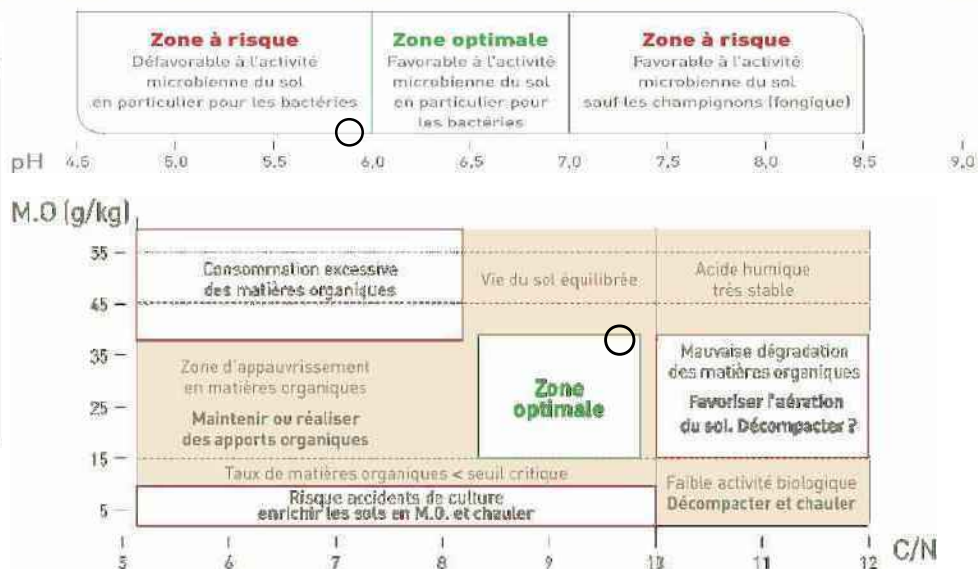 Zone à risque
Défavorable à l'activité
microbienne du sol
en particulier pour les bactéries
Zone optimale
Favorable à l'activité
microbienne du sol
en particulier pour
les bactéries
Zone à risque
Favorable à l'activité
microbienne du sol
sauf les champignons (fongique)
pH
4,5 5,0 5,5 6,0 6,5 7,0 7,5 8,0 8,5 9,0
M.O (g/kg)
35
45
35
25
15
5
Consommation excessive
des matières organiques
Vie du sol équilibrée
Acide humique
très stable
Zone d'appauvrissement
en matières organiques
Maintenir ou réaliser
des apports organiques
Zone
optimale
Mauvaise dégradation
des matières organiques
Favoriser l'aération
du sol. Décompacter ?
Taux de matières organiques < seuil critique
Risque accidents de culture
enrichir les sols en M.O. et chauler
Faible activité biologique
Décompacter et chauler
5 6 7 8 9 10 11 12
C/N